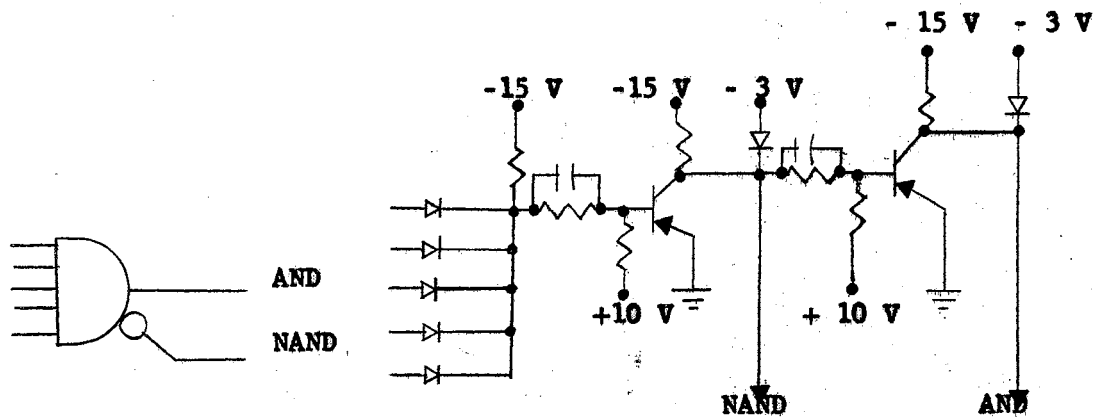 - 15 V - 3 V
-15 V -15 V - 3 V
AND
NAND
+10 V + 10 V
NAND AND